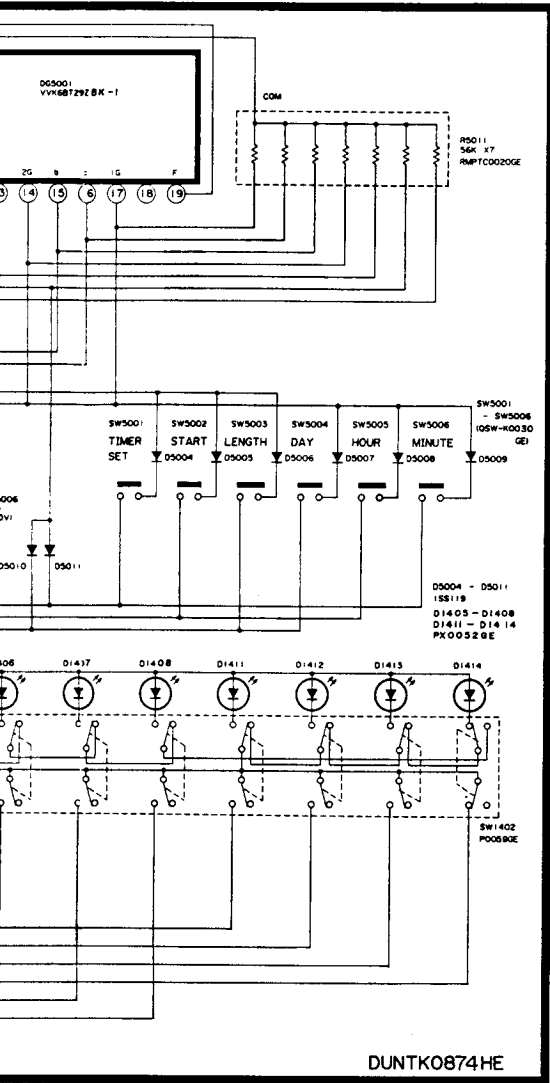 DG5001
VVK6BT29Z BK-1
COM
R5011
56K X7
RMPTC0020GE
2G 1G F
14 15 16 17 18 19
SW5001
- SW5006
(QSW-K0030
GE)
SW5001 SW5002 SW5003 SW5004 SW5005 SW5006
TIMER SET START LENGTH DAY HOUR MINUTE
D5004 D5005 D5006 D5007 D5008 D5009
D5010 D5011
D5004 - D5011
1SS119
D1405-D1408
D1411-D1414
PX0052GE
D1408 D1411 D1412 D1413 D1414
SW1402
P0059GE
DUNTK0874HE